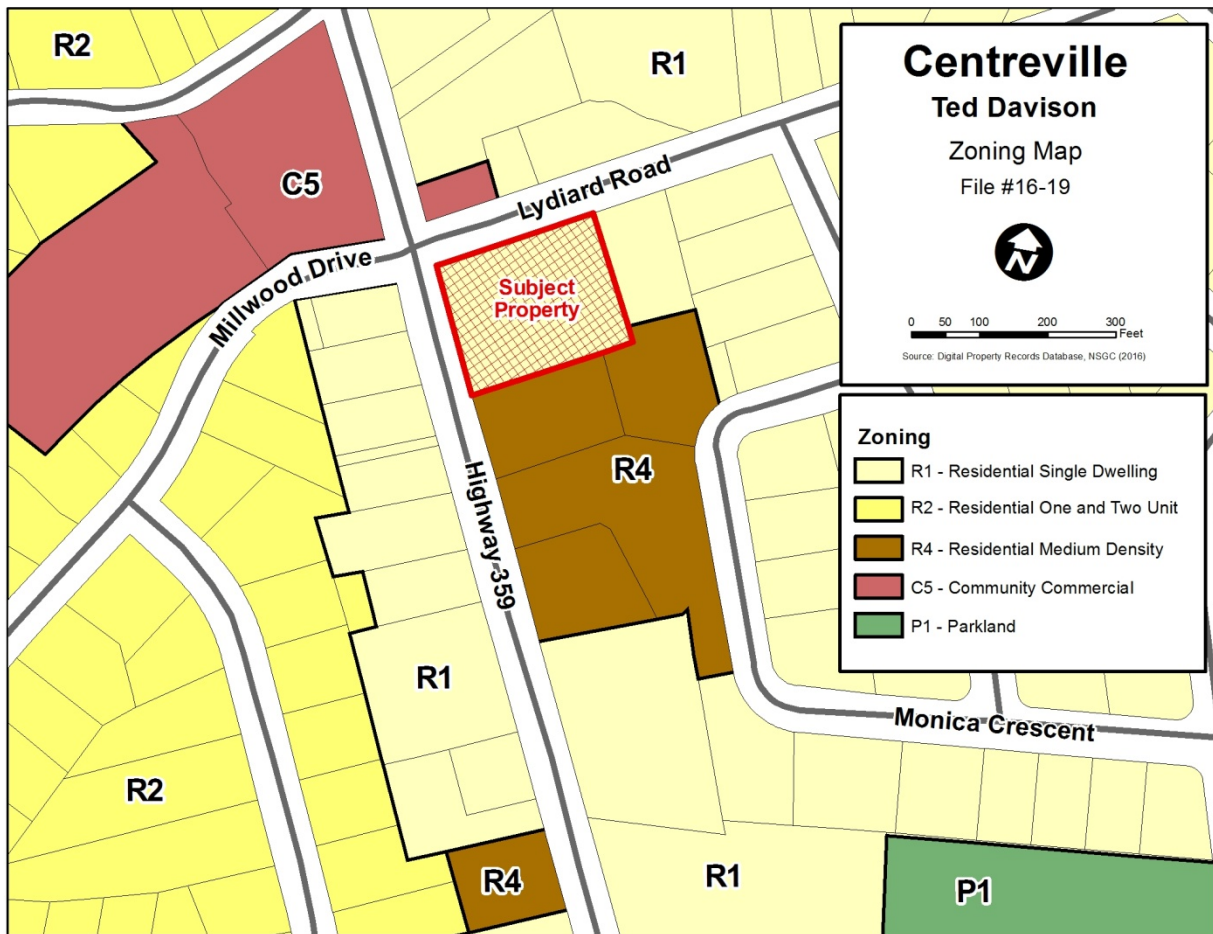 R2
R1
C5
Lydiard Road
Millwood Drive
Subject
Property
Highway 359
R4
R1
R2
R4
R1
P1
Monica Crescent
Centreville
Ted Davison
Zoning Map
File #16-19
N
0 50 100 200 300
Feet
Source: Digital Property Records Database, NSGC (2016)
Zoning
R1 - Residential Single Dwelling
R2 - Residential One and Two Unit
R4 - Residential Medium Density
C5 - Community Commercial
P1 - Parkland